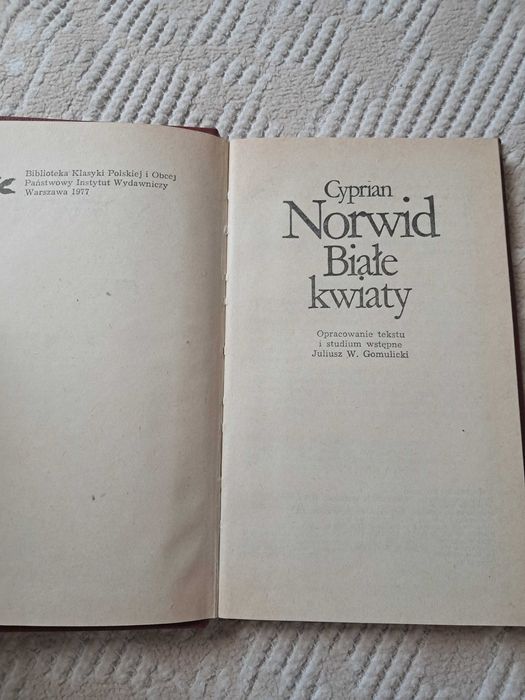 Biblioteka Klasyki Polskiej i Obcej
Państwowy Instytut Wydawniczy
Warszawa 1977
Cyprian
Norwid
Białe
kwiaty
Opracowanie tekstu
i studium wstępne
Juliusz W. Gomulicki